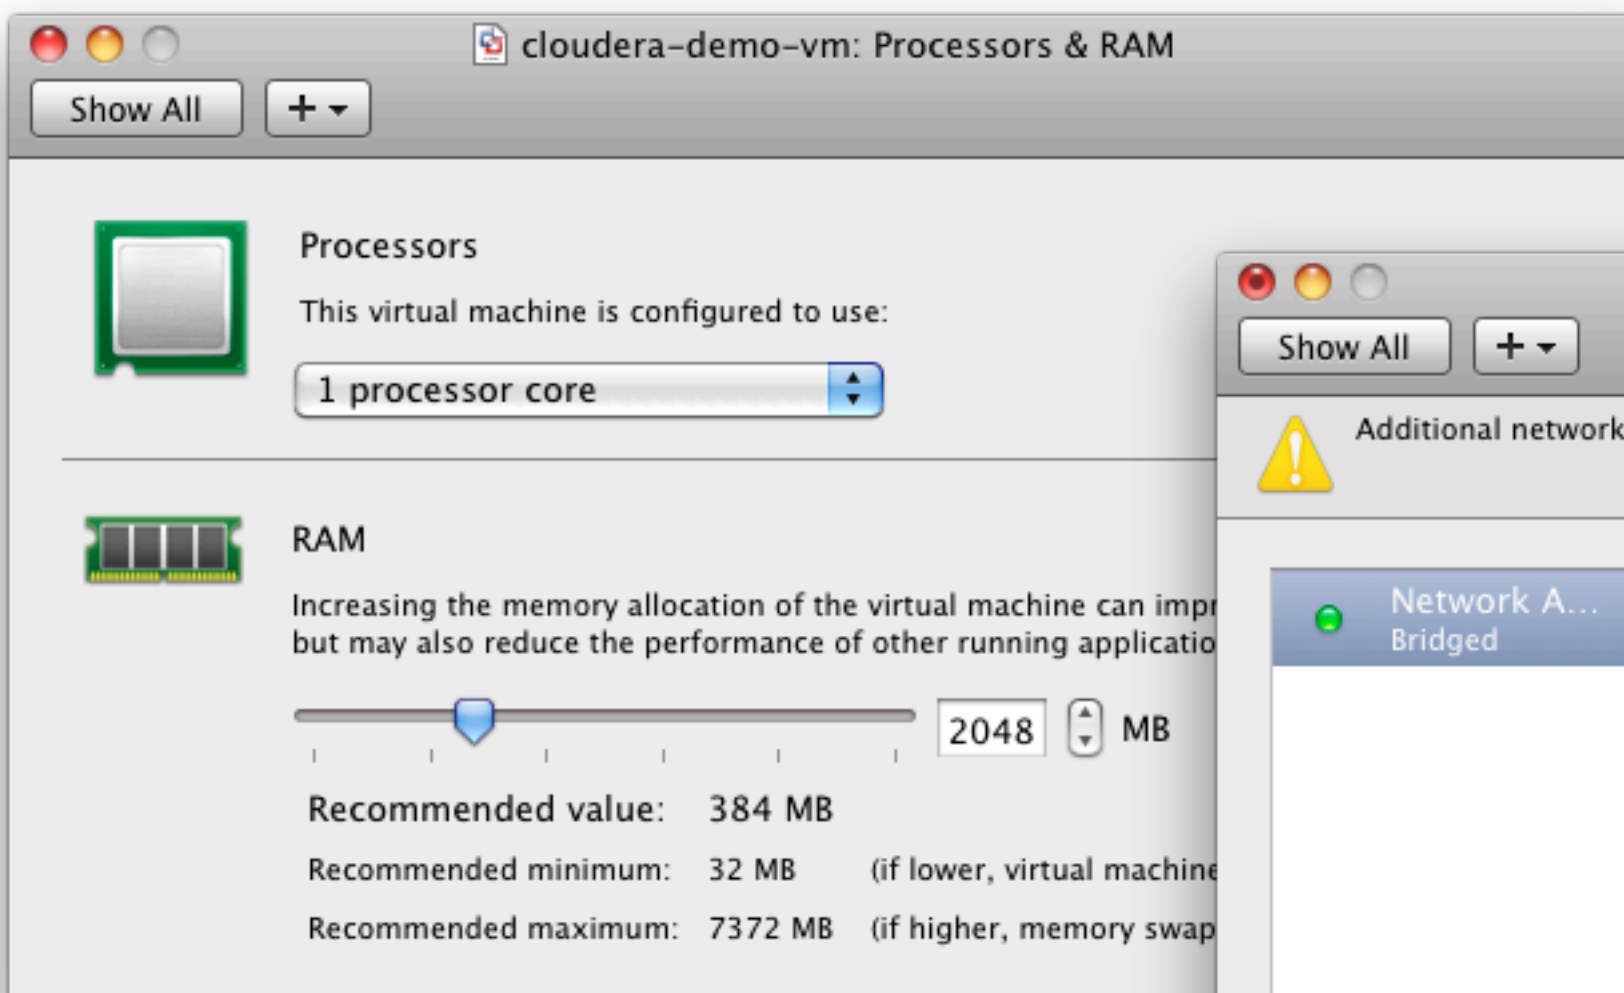 cloudera-demo-vm: Processors & RAM
Show All
Processors
This virtual machine is configured to use:
1 processor core
RAM
Increasing the memory allocation of the virtual machine can impr
but may also reduce the performance of other running applicatio
2048 MB
Recommended value: 384 MB
Recommended minimum: 32 MB (if lower, virtual machine
Recommended maximum: 7372 MB (if higher, memory swap
Show All
Additional network
Network A...
Bridged